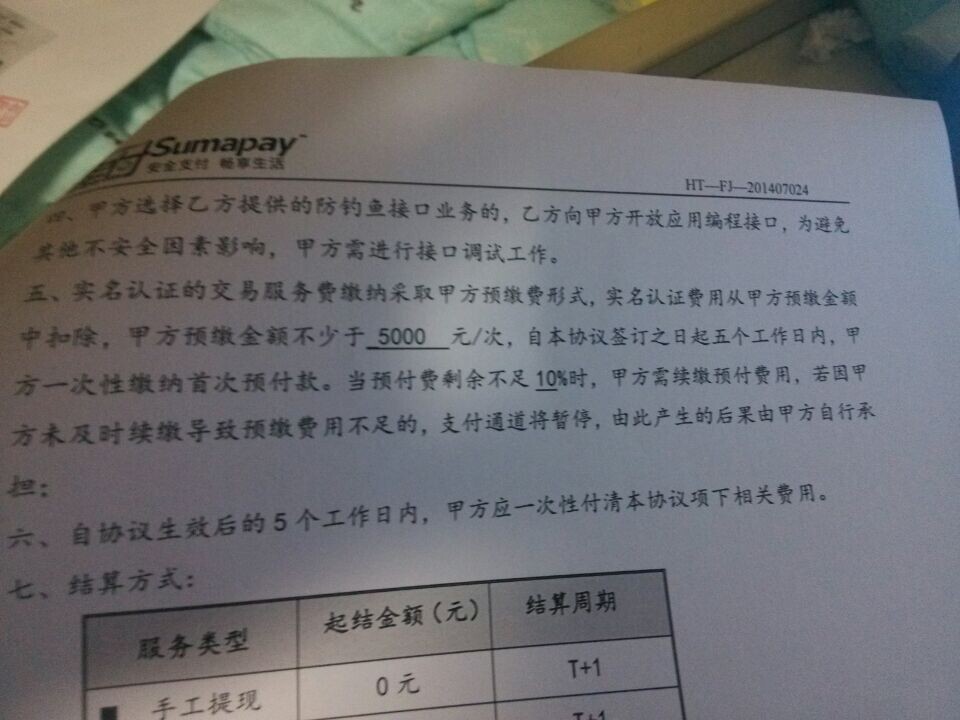 Sumapay
安全支付 畅享生活
HT—FJ—201407024
四、甲方选择乙方提供的防钓鱼接口业务的，乙方向甲方开放应用编程接口，为避免
其他不安全因素影响，甲方需进行接口调试工作。
五、实名认证的交易服务费缴纳采取甲方预缴费形式，实名认证费用从甲方预缴金额
中扣除，甲方预缴金额不少于 5000 元/次，自本协议签订之日起五个工作日内，甲
方一次性缴纳首次预付款。当预付费剩余不足10%时，甲方需续缴预付费用，若因甲
方未及时续缴导致预缴费用不足的，支付通道将暂停，由此产生的后果由甲方自行承
担；
六、自协议生效后的5个工作日内，甲方应一次性付清本协议项下相关费用。
七、结算方式：
服务类型 起结金额（元） 结算周期
■ 手工提现 0元 T+1
T+1